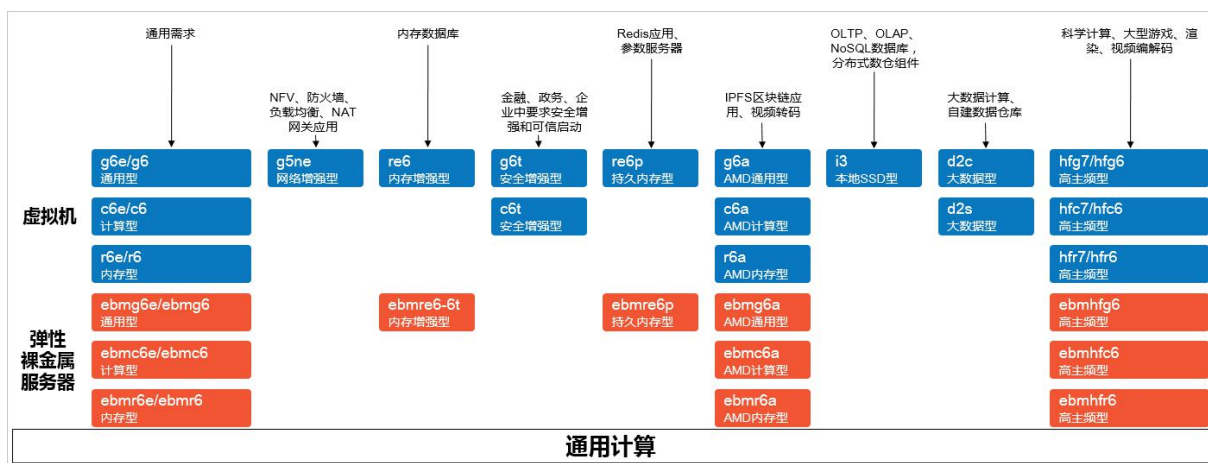 通用需求
内存数据库
Redis应用、
参数服务器
OLTP、OLAP、
NoSQL数据库，
分布式数仓组件
科学计算、大型游戏、渲
染、视频编解码
NFV、防火墙、
负载均衡、NAT
网关应用
金融、政务、企
业中要求安全增
强和可信启动
IPFS区块链应
用、视频转码
大数据计算、
自建数据仓库
虚拟机
g6e/g6
通用型
g5ne
网络增强型
re6
内存增强型
g6t
安全增强型
re6p
持久内存型
g6a
AMD通用型
i3
本地SSD型
d2c
大数据型
hfg7/hfg6
高主频型
c6e/c6
计算型
c6t
安全增强型
c6a
AMD计算型
d2s
大数据型
hfc7/hfc6
高主频型
r6e/r6
内存型
r6a
AMD内存型
hfr7/hfr6
高主频型
弹性
裸金属
服务器
ebmg6e/ebmg6
通用型
ebmre6-6t
内存增强型
ebmre6p
持久内存型
ebmg6a
AMD通用型
ebmhfg6
高主频型
ebmc6e/ebmc6
计算型
ebmc6a
AMD计算型
ebmhfc6
高主频型
ebmr6e/ebmr6
内存型
ebmr6a
AMD内存型
ebmhfr6
高主频型
通用计算